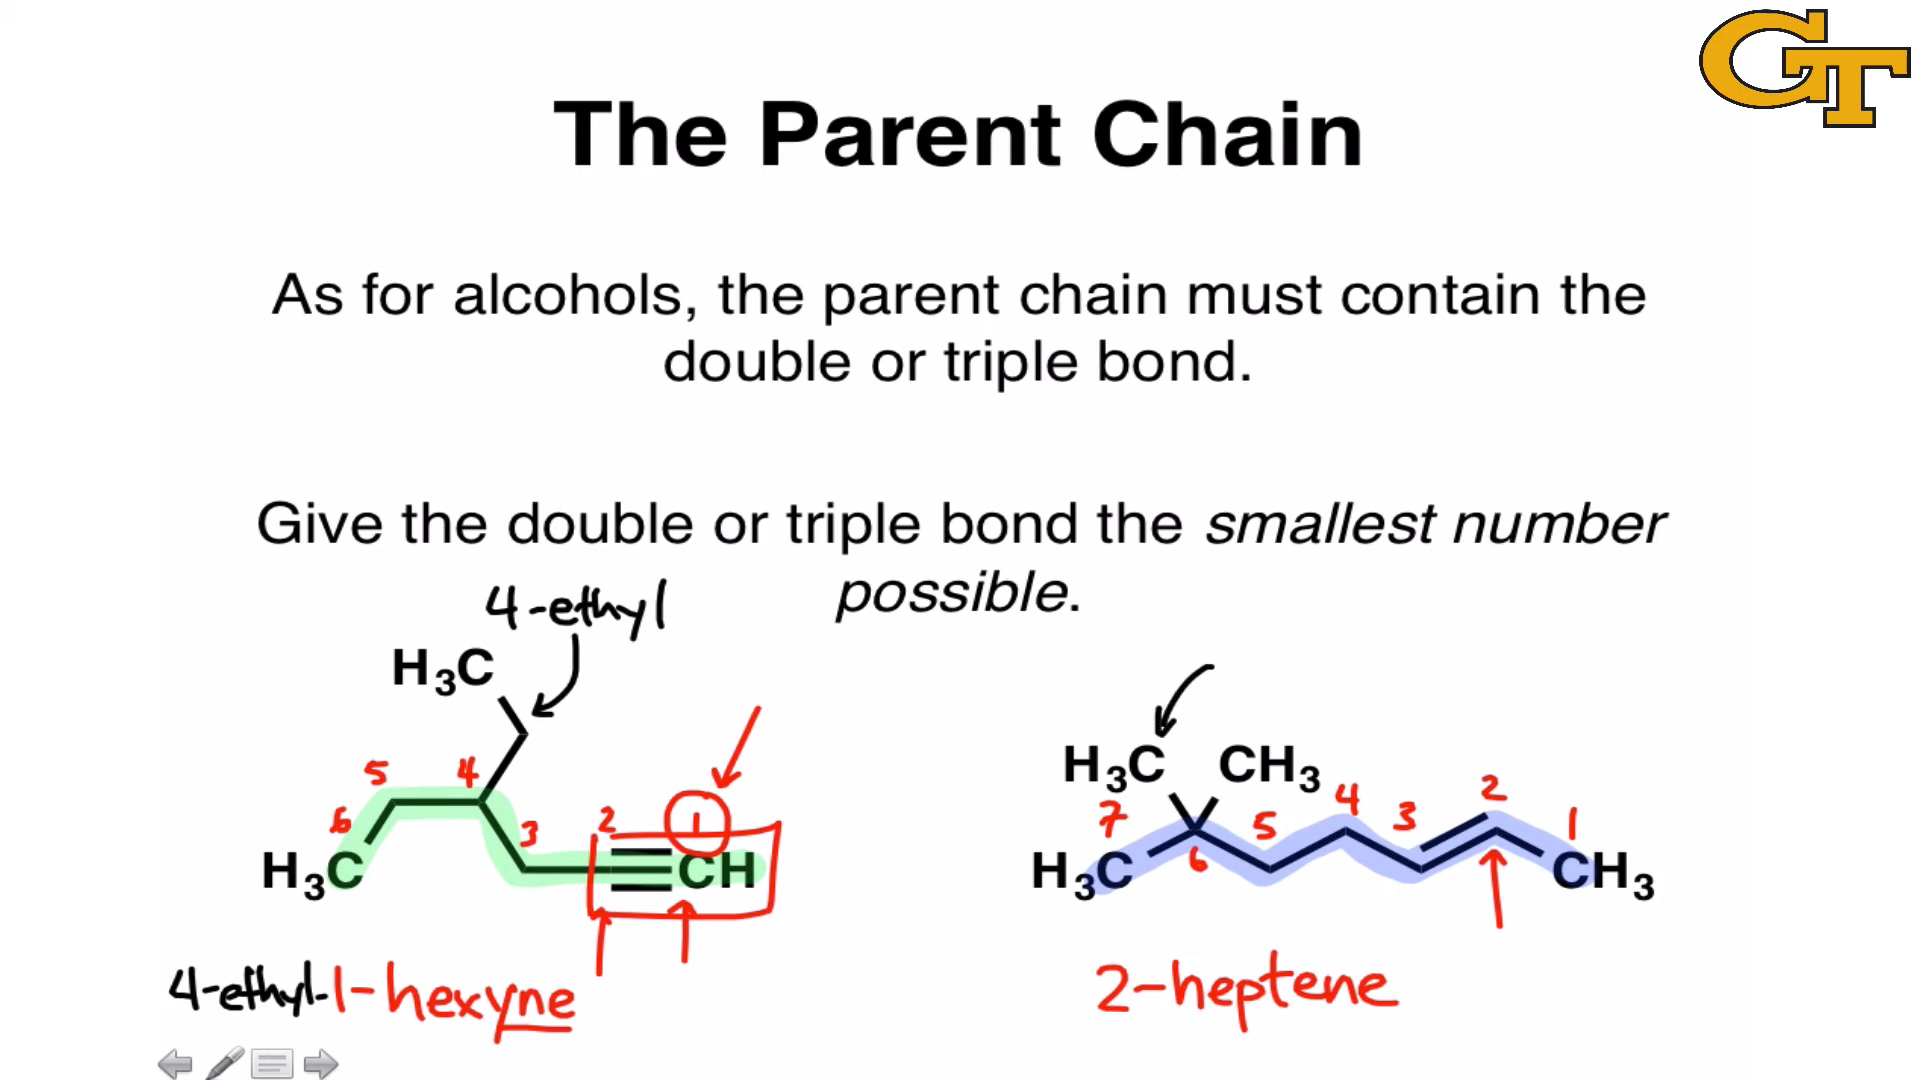 GT
The Parent Chain
As for alcohols, the parent chain must contain the
double or triple bond.
Give the double or triple bond the smallest number
possible.
4-ethyl
H₃C
5 4
6 3 2 1
H₃C CH
4-ethyl-1-hexyne
H₃C CH₃
7 6 5 4 3 2 1
H₃C CH₃
2-heptene